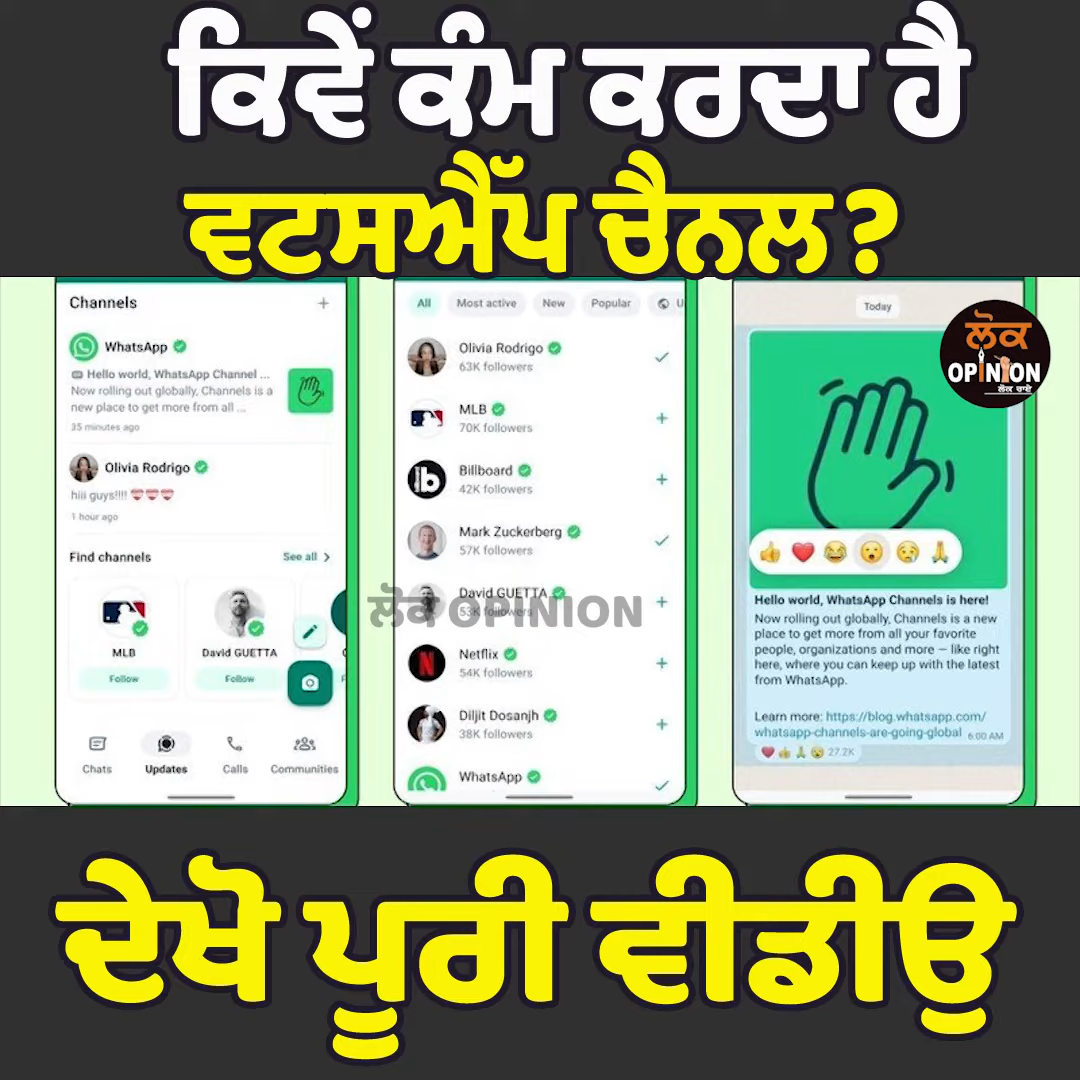 ਕਿਵੇਂ ਕੰਮ ਕਰਦਾ ਹੈ
ਵਟਸਐੱਪ ਚੈਨਲ ?
Channels +
WhatsApp
Hello world, WhatsApp Channel ...
Now rolling out globally, Channels is a
new place to get more from all ...
35 minutes ago
Olivia Rodrigo
hiii guys!!!! ❤️❤️❤️
1 hour ago
Find channels See all >
MLB
Follow
David GUETTA
Follow
Chats Updates Calls Communities
All Most active New Popular U
Olivia Rodrigo
63K followers
MLB
70K followers
Billboard
42K followers
Mark Zuckerberg
57K followers
David GUETTA
53K followers
Netflix
54K followers
Diljit Dosanjh
38K followers
WhatsApp
Today
Hello world, WhatsApp Channels is here!
Now rolling out globally, Channels is a new
place to get more from all your favorite
people, organizations and more — like right
here, where you can keep up with the latest
from WhatsApp.
Learn more: https://blog.whatsapp.com/
whatsapp-channels-are-going-global 6:00 AM
❤️👍🙏😮 27.2K
ਲੋਕ
OPINION
ਲੋਕ ਰਾਏ
ਲੋਕ OPINION
ਦੇਖੋ ਪੂਰੀ ਵੀਡੀਓ